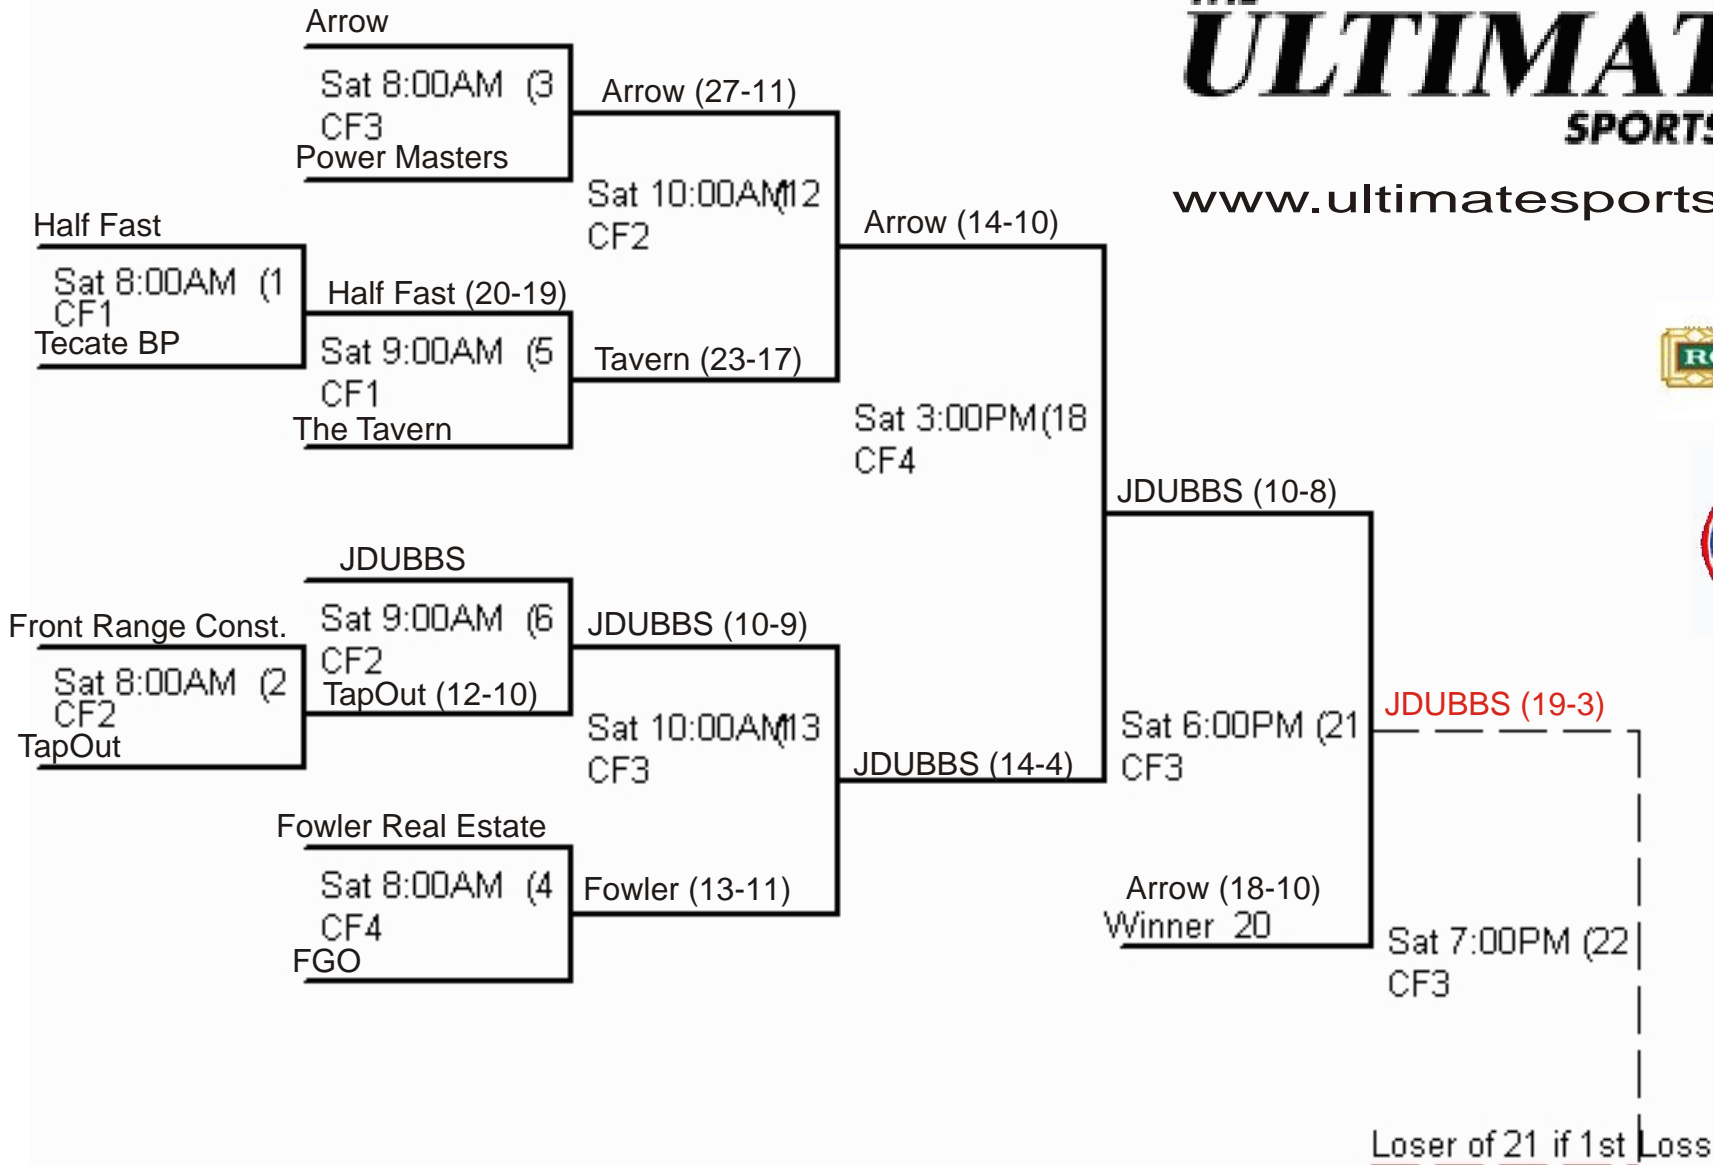 Arrow
Sat 8:00AM (3
CF3
Power Masters
Arrow (27-11)
Sat 10:00AM(12
CF2
Half Fast
Sat 8:00AM (1
CF1
Tecate BP
Half Fast (20-19)
Sat 9:00AM (5
CF1
The Tavern
Tavern (23-17)
Arrow (14-10)
Sat 3:00PM(18
CF4
JDUBBS
Sat 9:00AM (6
CF2
TapOut (12-10)
Front Range Const.
Sat 8:00AM (2
CF2
TapOut
JDUBBS (10-9)
Sat 10:00AM(13
CF3
JDUBBS (14-4)
Fowler Real Estate
Sat 8:00AM (4
CF4
FGO
Fowler (13-11)
JDUBBS (10-8)
Sat 6:00PM (21
CF3
Arrow (18-10)
Winner 20
JDUBBS (19-3)
Sat 7:00PM (22
CF3
Loser of 21 if 1st Loss
THE
ULTIMAT
SPORTS
www.ultimatesports